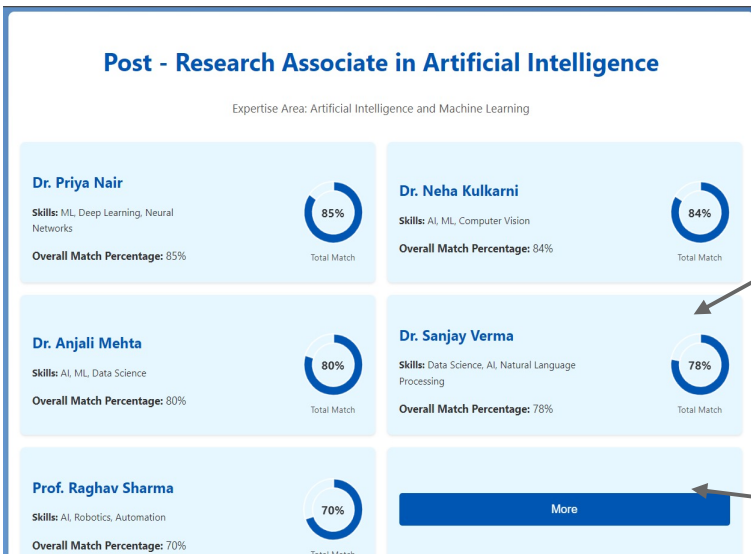 Post - Research Associate in Artificial Intelligence
Expertise Area: Artificial Intelligence and Machine Learning
Dr. Priya Nair
Skills: ML, Deep Learning, Neural
Networks
Overall Match Percentage: 85%
85%
Total Match
Dr. Neha Kulkarni
Skills: AI, ML, Computer Vision
Overall Match Percentage: 84%
84%
Total Match
Dr. Anjali Mehta
Skills: AI, ML, Data Science
Overall Match Percentage: 80%
80%
Total Match
Dr. Sanjay Verma
Skills: Data Science, AI, Natural Language
Processing
Overall Match Percentage: 78%
78%
Total Match
Prof. Raghav Sharma
Skills: AI, Robotics, Automation
Overall Match Percentage: 70%
70%
Total Match
More